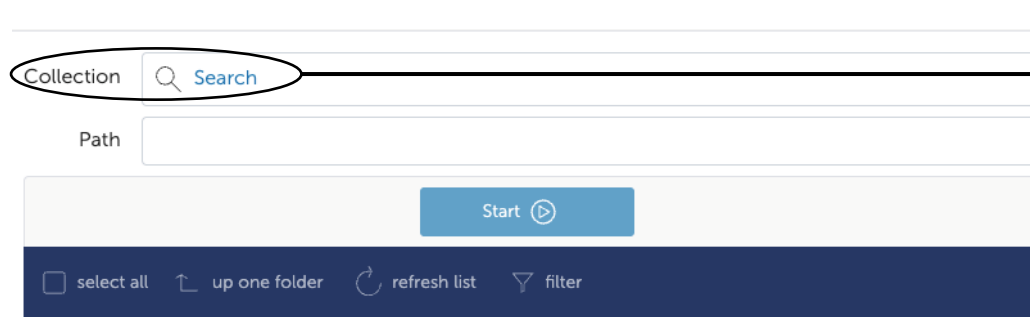 Collection Search
Path
Start
select all up one folder refresh list filter